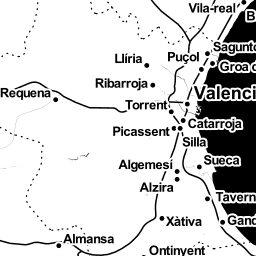 Vila-real
B
Sagunto
Puçol
Llíria
Groa d
Ribarroja
Requena
Valenci
Torrent
Catarroja
Picassent
Silla
Sueca
Algemesí
Alzira
Tavern
Xàtiva
Gand
Almansa
Ontinyent